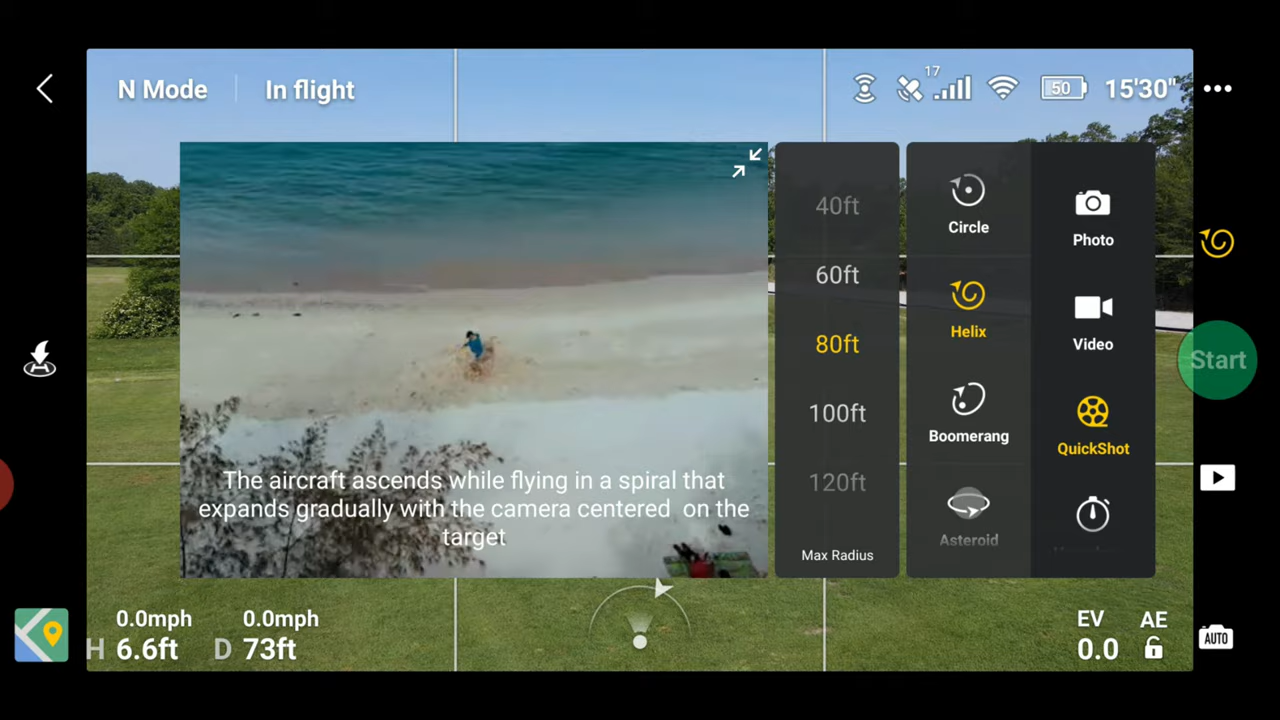 N Mode
In flight
17
50
15'30"
40ft
60ft
80ft
100ft
120ft
Max Radius
Circle
Helix
Boomerang
Asteroid
Photo
Video
QuickShot
Start
The aircraft ascends while flying in a spiral that
expands gradually with the camera centered on the
target
0.0mph
0.0mph
H 6.6ft
D 73ft
EV
0.0
AE
AUTO